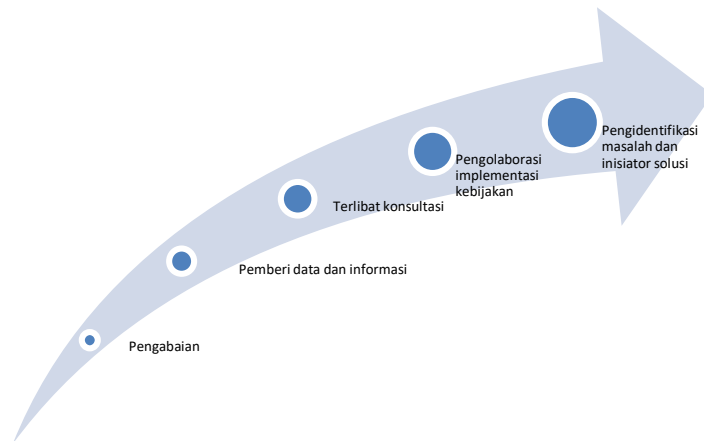 Pengidentifikasi
masalah dan
inisiator solusi
Pengolaborasi
implementasi
kebijakan
Terlibat konsultasi
Pemberi data dan informasi
Pengabaian